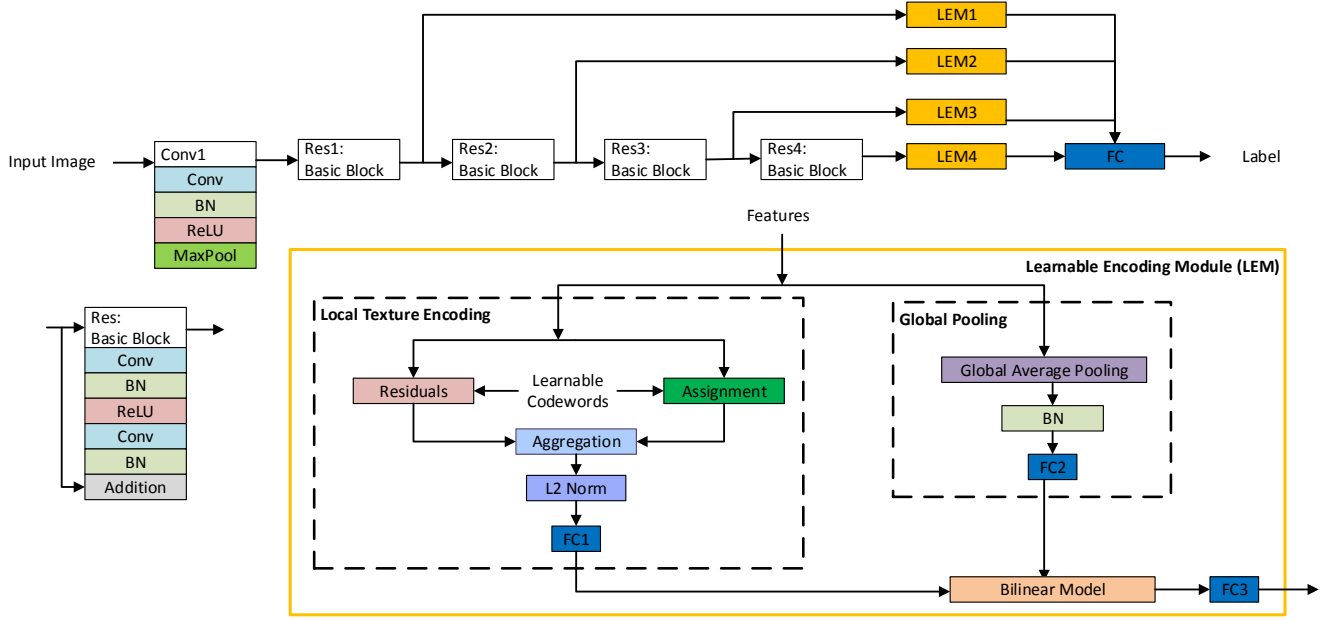 LEM1
LEM2
LEM3
Input Image
Conv1
Conv
BN
ReLU
MaxPool
Res1:
Basic Block
Res2:
Basic Block
Res3:
Basic Block
Res4:
Basic Block
LEM4
FC
Label
Features
Learnable Encoding Module (LEM)
Res:
Basic Block
Conv
BN
ReLU
Conv
BN
Addition
Local Texture Encoding
Residuals
Learnable
Codewords
Assignment
Aggregation
L2 Norm
FC1
Global Pooling
Global Average Pooling
BN
FC2
Bilinear Model
FC3